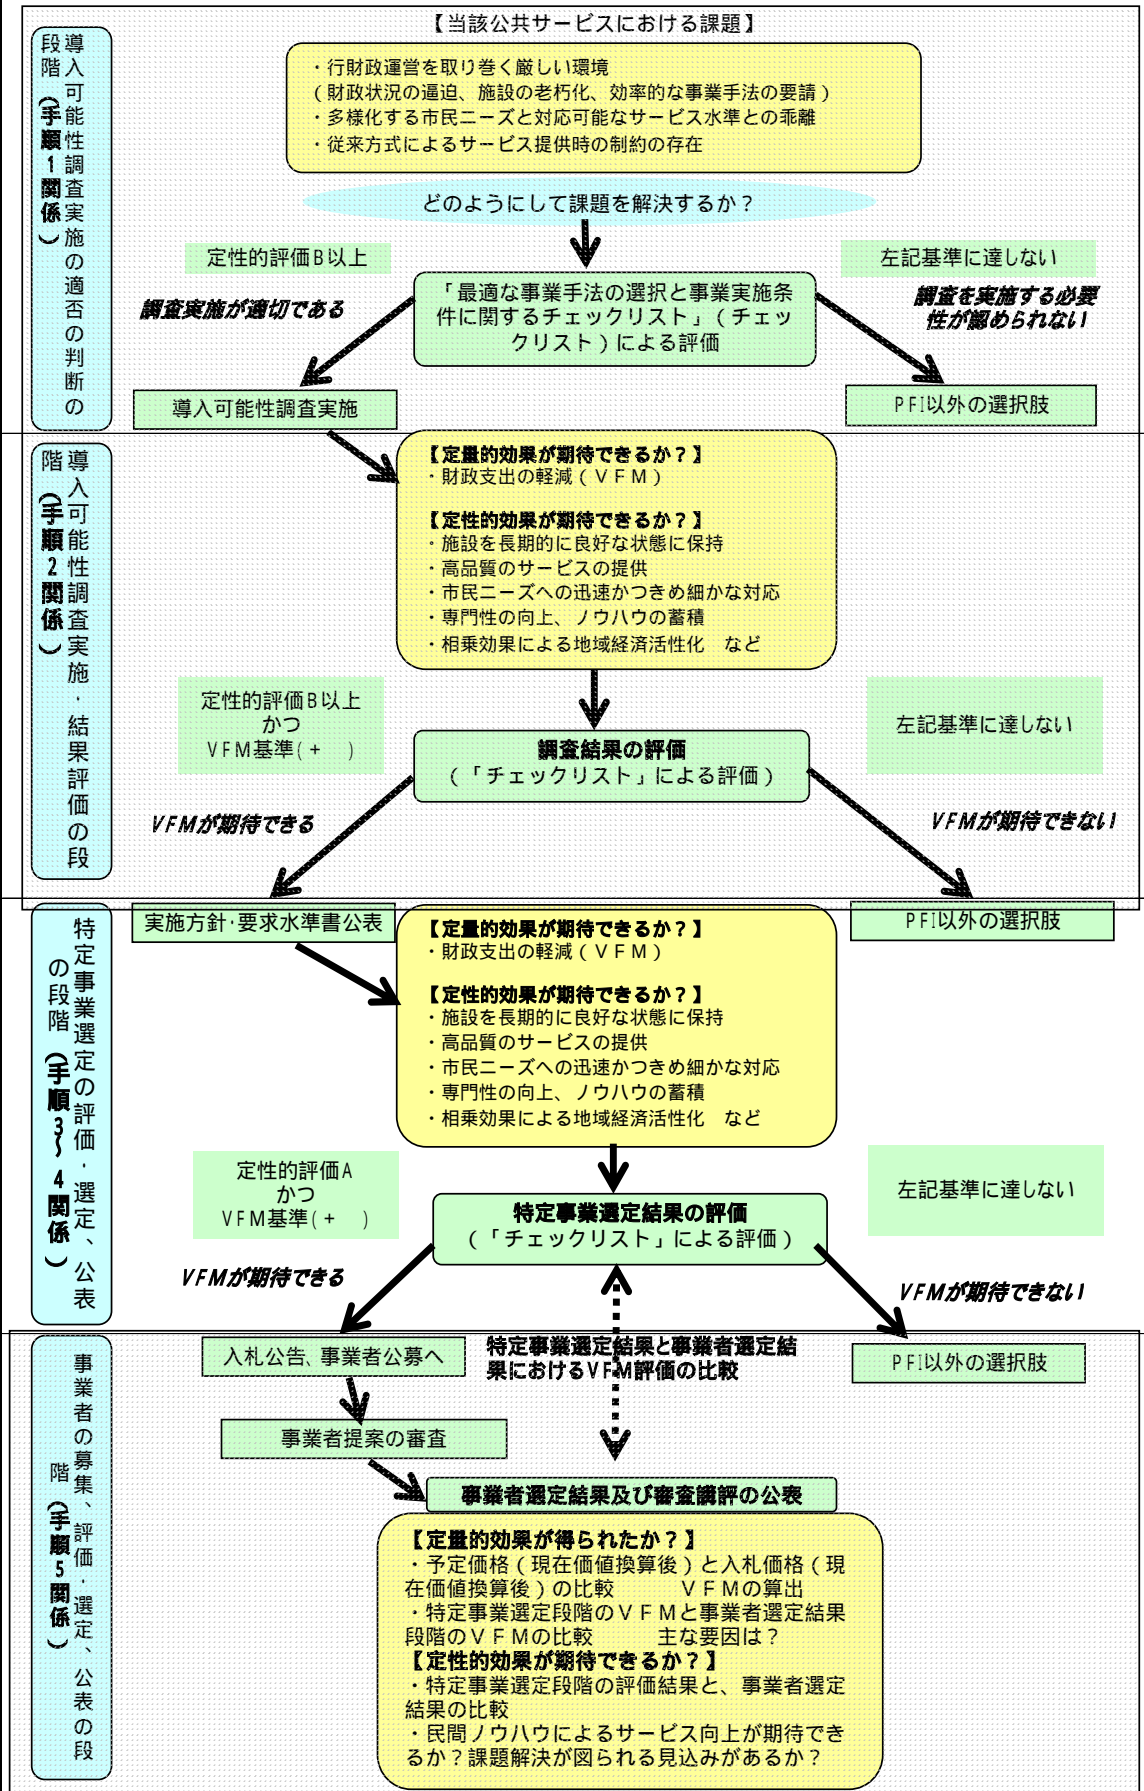 【当該公共サービスにおける課題】
導入可能性調査実施の適否の判断の
段階（手順１関係）
・行財政運営を取り巻く厳しい環境
（財政状況の逼迫、施設の老朽化、効率的な事業手法の要請）
・多様化する市民ニーズと対応可能なサービス水準との乖離
・従来方式によるサービス提供時の制約の存在
どのようにして課題を解決するか？
定性的評価Ｂ以上
左記基準に達しない
調査実施が適切である
「最適な事業手法の選択と事業実施条
件に関するチェックリスト」（チェッ
クリスト）による評価
調査を実施する必要
性が認められない
導入可能性調査実施
ＰＦＩ以外の選択肢
導入可能性調査実施・結果評価の段
階（手順２関係）
【定量的効果が期待できるか？】
・財政支出の軽減（ＶＦＭ）
【定性的効果が期待できるか？】
・施設を長期的に良好な状態に保持
・高品質のサービスの提供
・市民ニーズへの迅速かつきめ細かな対応
・専門性の向上、ノウハウの蓄積
・相乗効果による地域経済活性化　など
定性的評価Ｂ以上
かつ
ＶＦＭ基準(＋　)
左記基準に達しない
調査結果の評価
（「チェックリスト」による評価）
ＶＦＭが期待できる
ＶＦＭが期待できない
実施方針・要求水準書公表
ＰＦＩ以外の選択肢
特定事業選定の評価・選定、公表
の段階（手順３～４関係）
【定量的効果が期待できるか？】
・財政支出の軽減（ＶＦＭ）
【定性的効果が期待できるか？】
・施設を長期的に良好な状態に保持
・高品質のサービスの提供
・市民ニーズへの迅速かつきめ細かな対応
・専門性の向上、ノウハウの蓄積
・相乗効果による地域経済活性化　など
定性的評価Ａ
かつ
ＶＦＭ基準(＋　)
左記基準に達しない
特定事業選定結果の評価
（「チェックリスト」による評価）
ＶＦＭが期待できる
ＶＦＭが期待できない
入札公告、事業者公募へ
特定事業選定結果と事業者選定結
果におけるＶＦＭ評価の比較
ＰＦＩ以外の選択肢
事業者の募集、評価・選定、公表の段
階（手順５関係）
事業者提案の審査
事業者選定結果及び審査講評の公表
【定量的効果が得られたか？】
・予定価格（現在価値換算後）と入札価格（現
在価値換算後）の比較　　　ＶＦＭの算出
・特定事業選定段階のＶＦＭと事業者選定結果
段階のＶＦＭの比較　　　主な要因は？
【定性的効果が期待できるか？】
・特定事業選定段階の評価結果と、事業者選定
結果の比較
・民間ノウハウによるサービス向上が期待でき
るか？課題解決が図られる見込みがあるか？